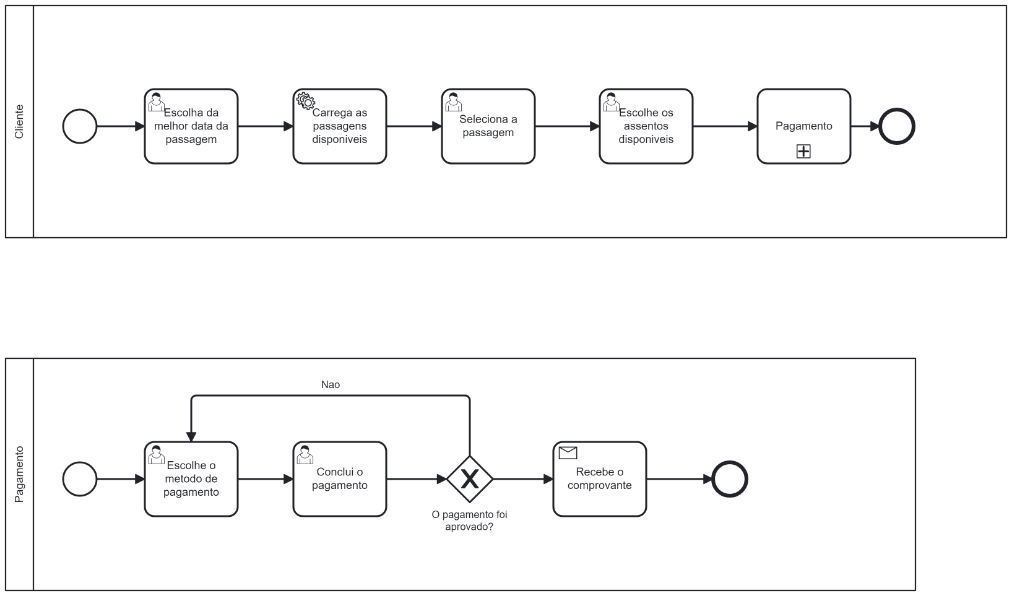 Cliente
Escolha da
melhor data da
passagem
Carrega as
passagens
disponiveis
Seleciona a
passagem
Escolhe os
assentos
disponiveis
Pagamento
Pagamento
Nao
Escolhe o
metodo de
pagamento
Conclui o
pagamento
O pagamento foi
aprovado?
Recebe o
comprovante